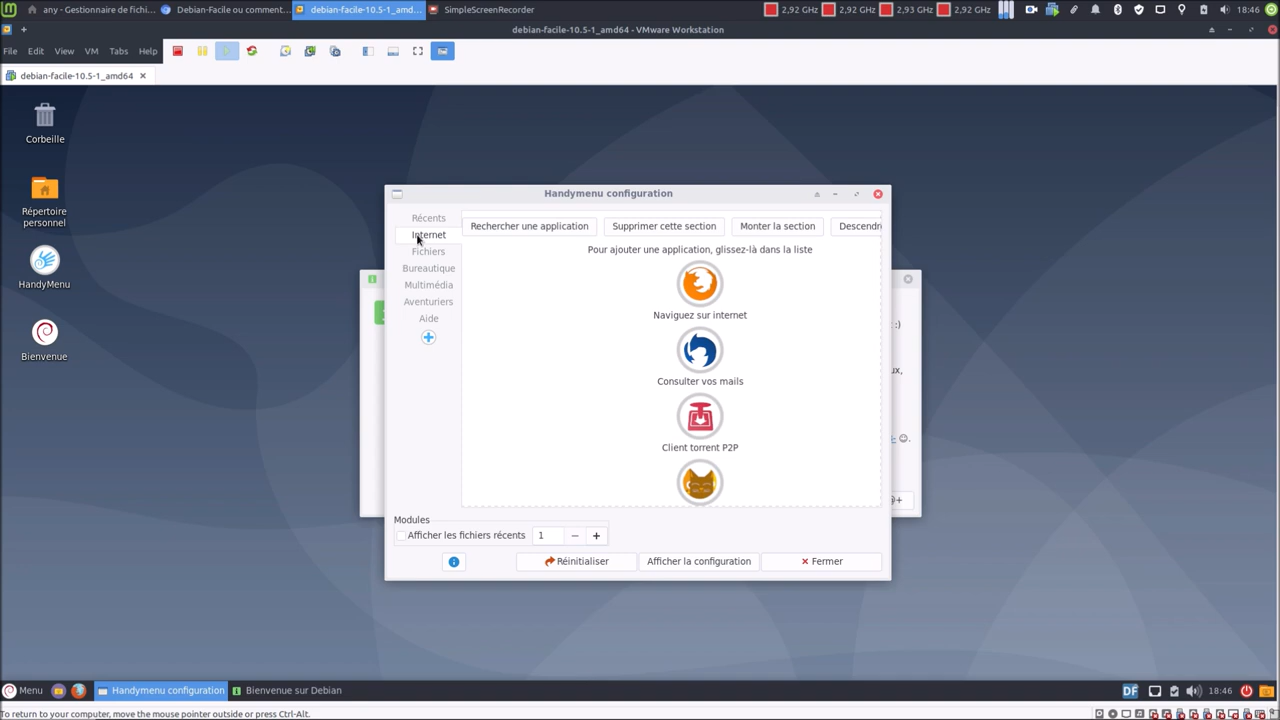 any - Gestionnaire de fichi...
Debian-Facile ou comment...
debian-facile-10.5-1_amd...
SimpleScreenRecorder
2,92 GHz
2,92 GHz
2,93 GHz
2,92 GHz
18:46
debian-facile-10.5-1_amd64 - VMware Workstation
File Edit View VM Tabs Help
debian-facile-10.5-1_amd64
Corbeille
Répertoire
personnel
HandyMenu
Bienvenue
Handymenu configuration
Récents
Internet
Fichiers
Bureautique
Multimédia
Aventuriers
Aide
Rechercher une application
Supprimer cette section
Monter la section
Descendr
Pour ajouter une application, glissez-là dans la liste
Naviguez sur internet
Consulter vos mails
Client torrent P2P
:)
ux,
Modules
Afficher les fichiers récents
1
Réinitialiser
Afficher la configuration
Fermer
Menu
Handymenu configuration
Bienvenue sur Debian
DF
18:46
To return to your computer, move the mouse pointer outside or press Ctrl-Alt.